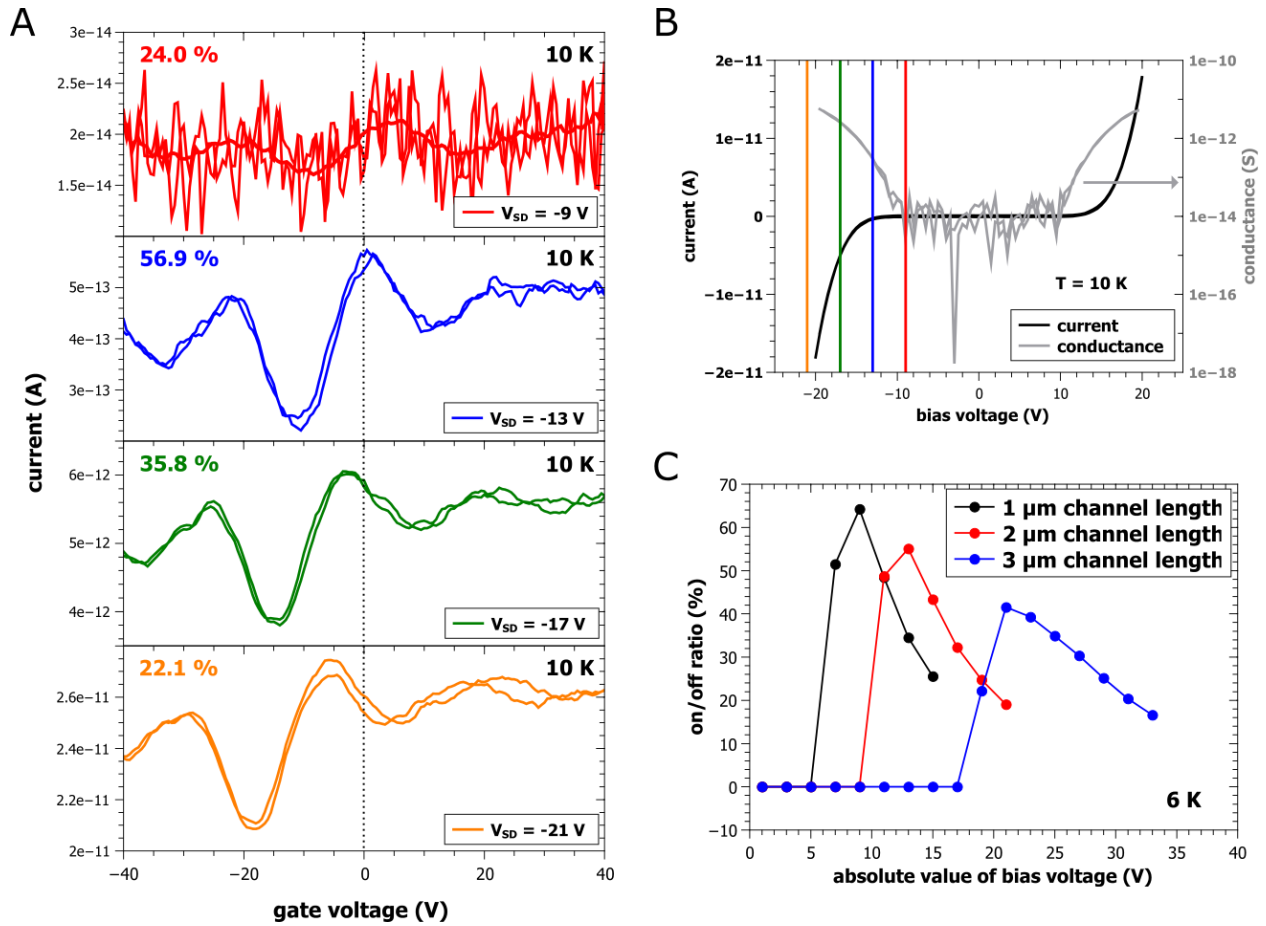 A
24.0 %
10 K
3e−14
2.5e−14
2e−14
1.5e−14
V_SD = -9 V
56.9 %
10 K
5e−13
4e−13
3e−13
V_SD = -13 V
35.8 %
10 K
6e−12
5e−12
4e−12
V_SD = -17 V
22.1 %
10 K
2.6e−11
2.4e−11
2.2e−11
2e−11
V_SD = -21 V
−40 −20 0 20 40
gate voltage (V)
current (A)
B
2e−11
1e−11
0
−1e−11
−2e−11
current (A)
1e−10
1e−12
1e−14
1e−16
1e−18
conductance (S)
T = 10 K
current
conductance
−20 −10 0 10 20
bias voltage (V)
C
70
60
50
40
30
20
10
0
−10
on/off ratio (%)
1 µm channel length
2 µm channel length
3 µm channel length
6 K
0 5 10 15 20 25 30 35 40
absolute value of bias voltage (V)